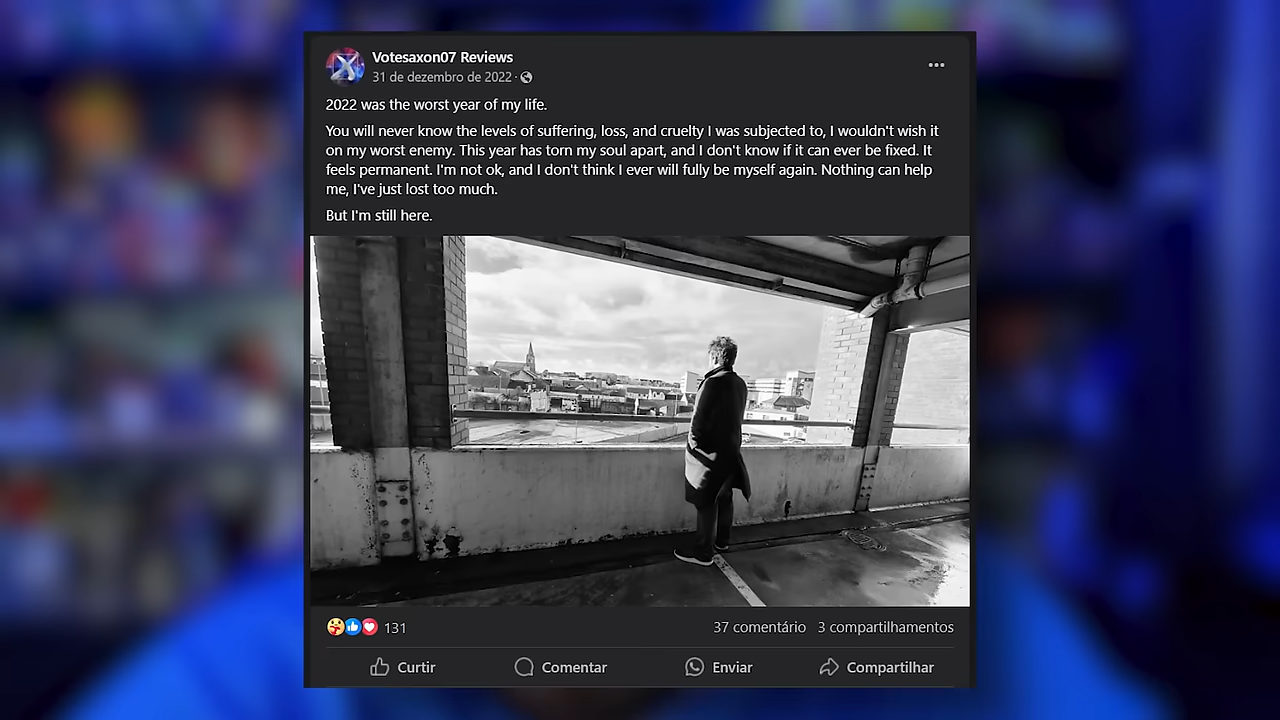 Votesaxon07 Reviews
31 de dezembro de 2022 ·
2022 was the worst year of my life.
You will never know the levels of suffering, loss, and cruelty I was subjected to, I wouldn't wish it
on my worst enemy. This year has torn my soul apart, and I don't know if it can ever be fixed. It
feels permanent. I'm not ok, and I don't think I ever will fully be myself again. Nothing can help
me, I've just lost too much.
But I'm still here.
131
37 comentário 3 compartilhamentos
Curtir Comentar Enviar Compartilhar